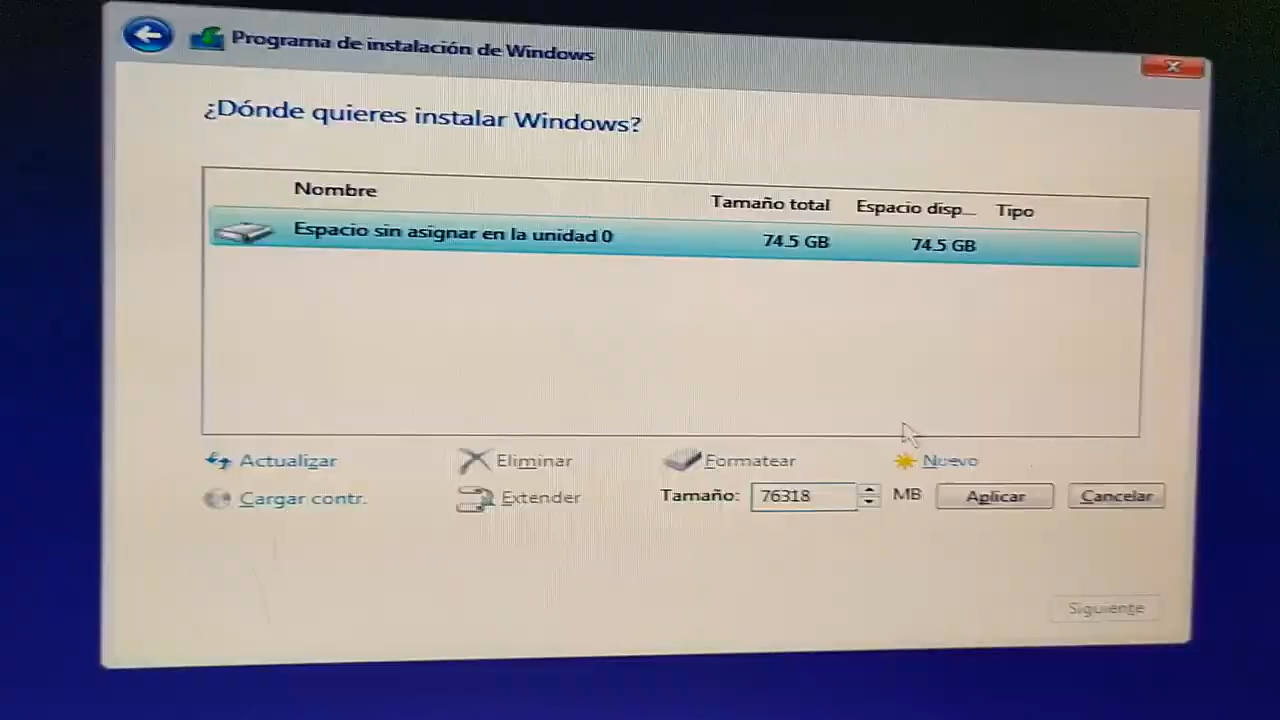 Programa de instalación de Windows
¿Dónde quieres instalar Windows?
Nombre Tamaño total Espacio disp... Tipo
Espacio sin asignar en la unidad 0 74.5 GB 74.5 GB
Actualizar Eliminar Formatear Nuevo
Cargar contr. Extender Tamaño: 76318 MB Aplicar Cancelar
Siguiente